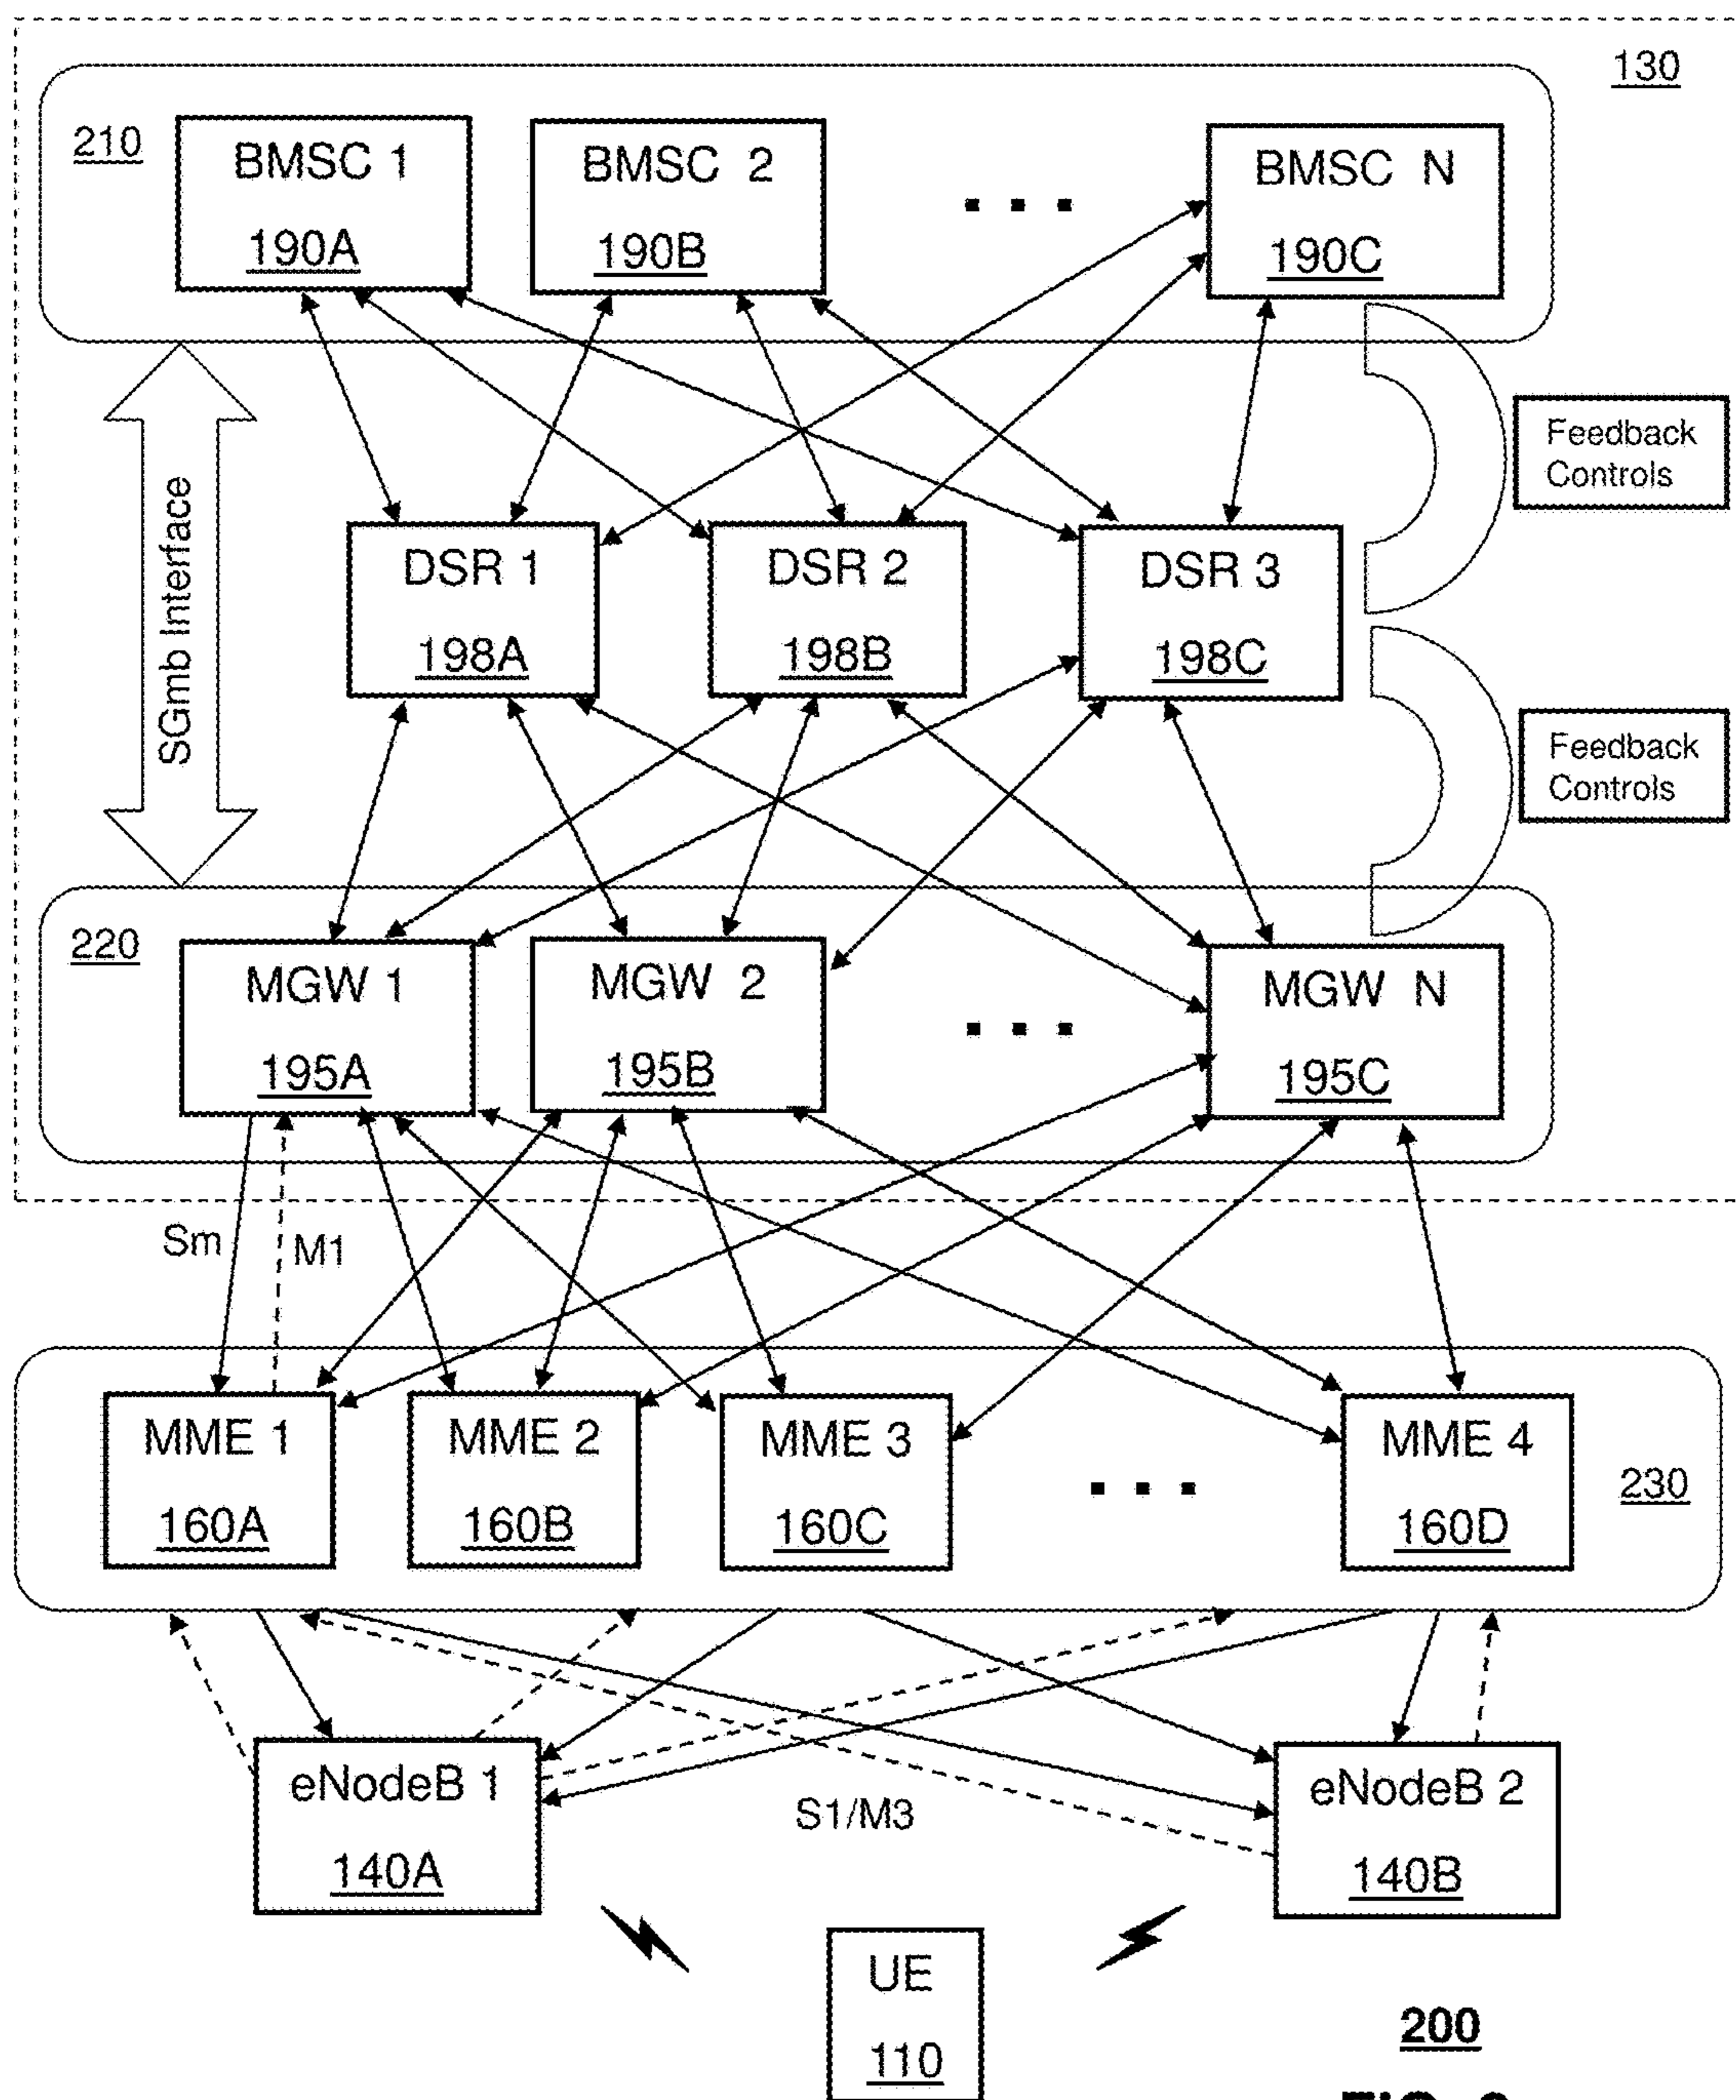 130
210
BMSC 1
190A
BMSC 2
190B
. . .
BMSC N
190C
Feedback
Controls
SGmb Interface
DSR 1
198A
DSR 2
198B
DSR 3
198C
Feedback
Controls
220
MGW 1
195A
MGW 2
195B
. . .
MGW N
195C
Sm
M1
MME 1
160A
MME 2
160B
MME 3
160C
. . .
MME 4
160D
230
eNodeB 1
140A
S1/M3
eNodeB 2
140B
UE
110
200